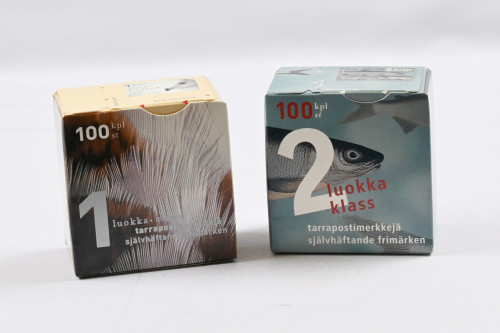 100 kpl
st
1 luokka
tarrapostimerkkejä
självhäftande frimärken
100 kpl
st
2 luokka
klass
tarrapostimerkkejä
självhäftande frimärken